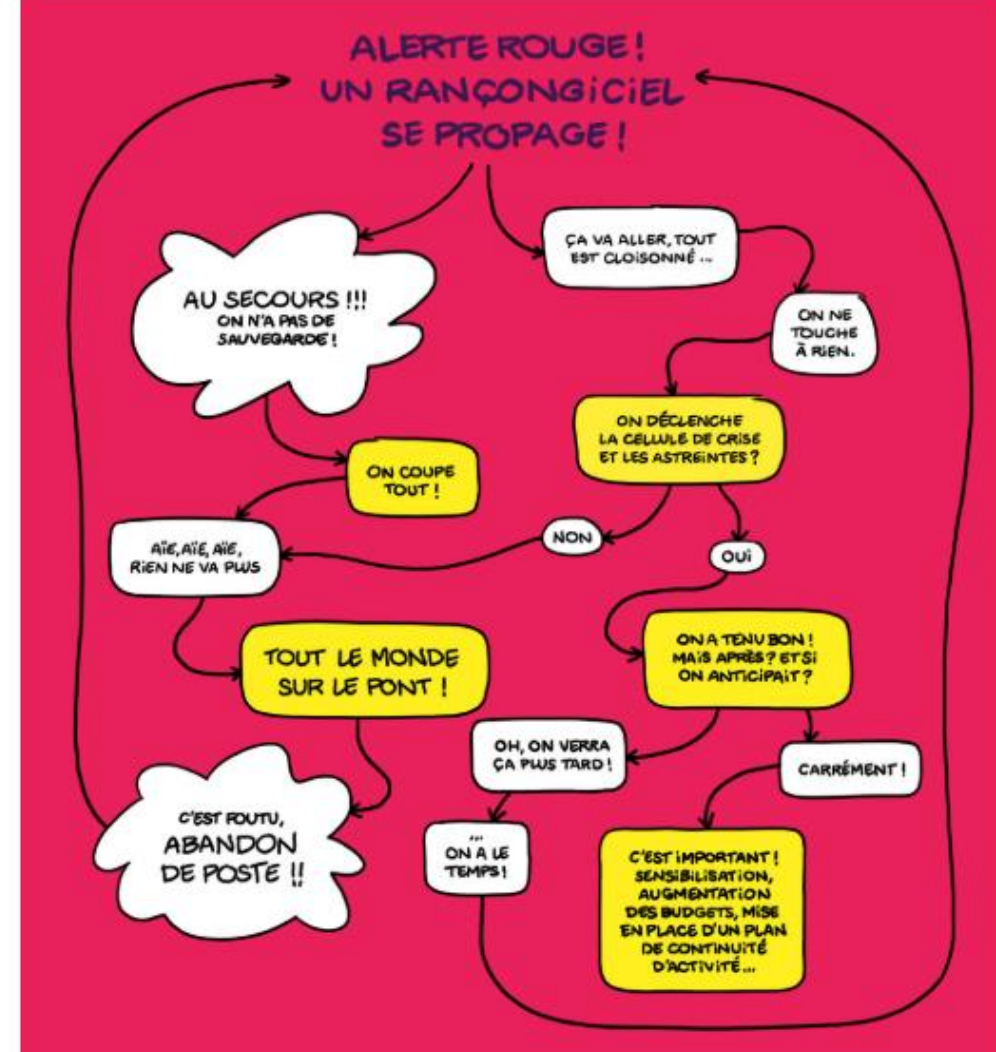 ALERTE ROUGE !
UN RANÇONGiCiEL
SE PROPAGE !
AU SECOURS !!!
ON N'A PAS DE
SAUVEGARDE !
ÇA VA ALLER, TOUT
EST CLOiSONNÉ ...
ON NE
TOUCHE
À RiEN.
ON DÉCLENCHE
LA CELLULE DE CRiSE
ET LES ASTREiNTES ?
ON COUPE
TOUT !
NON
OUi
AÏE, AÏE, AÏE,
RiEN NE VA PLUS
TOUT LE MONDE
SUR LE PONT !
ON A TENU BON !
MAiS APRÈS ? ET Si
ON ANTiCiPAiT ?
OH, ON VERRA
ÇA PLUS TARD !
CARRÉMENT !
C'EST FOUTU,
ABANDON
DE POSTE !!
...
ON A LE
TEMPS !
C'EST iMPORTANT !
SENSiBiLiSATiON,
AUGMENTATiON
DES BUDGETS, MiSE
EN PLACE D'UN PLAN
DE CONTiNUiTÉ
D'ACTiViTÉ...